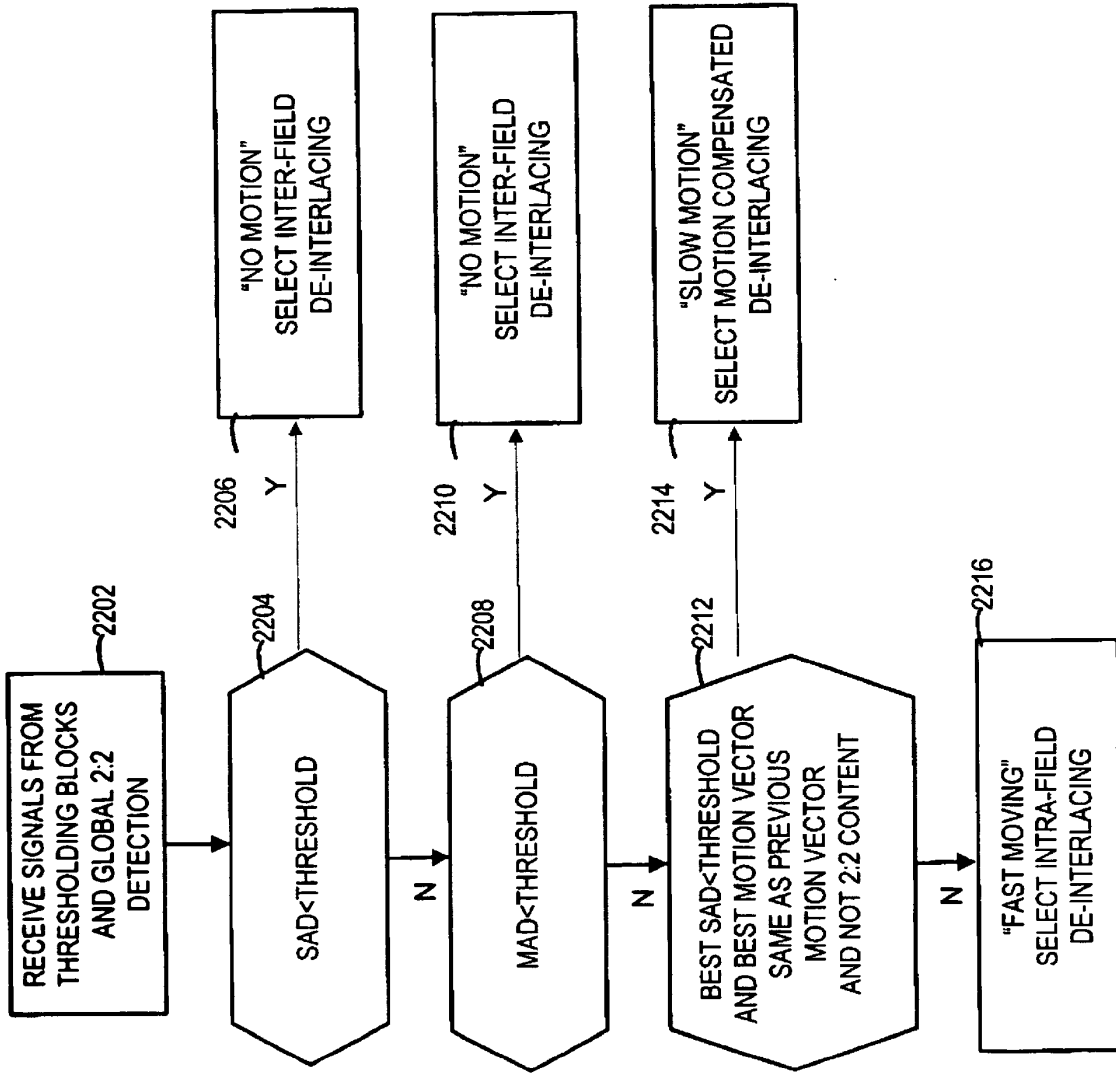 RECEIVE SIGNALS FROM
THRESHOLDING BLOCKS
AND GLOBAL 2:2
DETECTION
2202
SAD<THRESHOLD
2204
Y
2206
"NO MOTION"
SELECT INTER-FIELD
DE-INTERLACING
N
MAD<THRESHOLD
2208
Y
2210
"NO MOTION"
SELECT INTER-FIELD
DE-INTERLACING
N
BEST SAD<THRESHOLD
AND BEST MOTION VECTOR
SAME AS PREVIOUS
MOTION VECTOR
AND NOT 2:2 CONTENT
2212
Y
2214
"SLOW MOTION"
SELECT MOTION COMPENSATED
DE-INTERLACING
N
"FAST MOVING"
SELECT INTRA-FIELD
DE-INTERLACING
2216